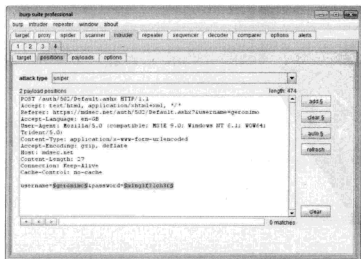 burp suite professional
burp intruder repeater window about
target proxy spider scanner intruder repeater sequencer decoder comparer options alerts
1 2 3 4
target positions payloads options
attack type sniper
2 payload positions length: 474
POST /auth/502/Default.ashx HTTP/1.1
Accept: text/html, application/xhtml+xml, */*
Referer: https://mdsec.net/auth/502/Default.ashx?username=geronimo
Accept-Language: en-GB
User-Agent: Mozilla/5.0 (compatible; MSIE 9.0; Windows NT 6.1; WOW64;
Trident/5.0)
Content-Type: application/x-www-form-urlencoded
Accept-Encoding: gzip, deflate
Host: mdsec.net
Content-Length: 27
Connection: Keep-Alive
Cache-Control: no-cache
username=§geronimo§&password=
add §
clear §
auto §
refresh
clear
+ < > 0 matches